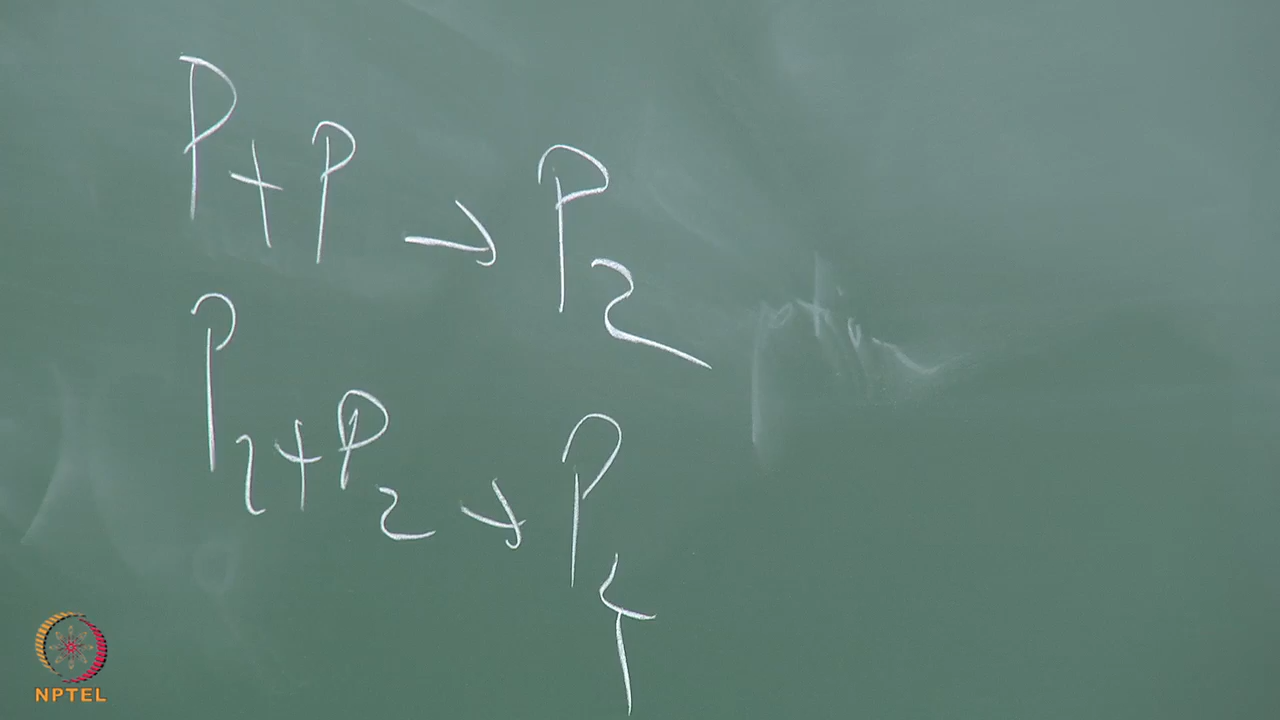 P + P → P₂
P₂ + P₂ → P₄
NPTEL